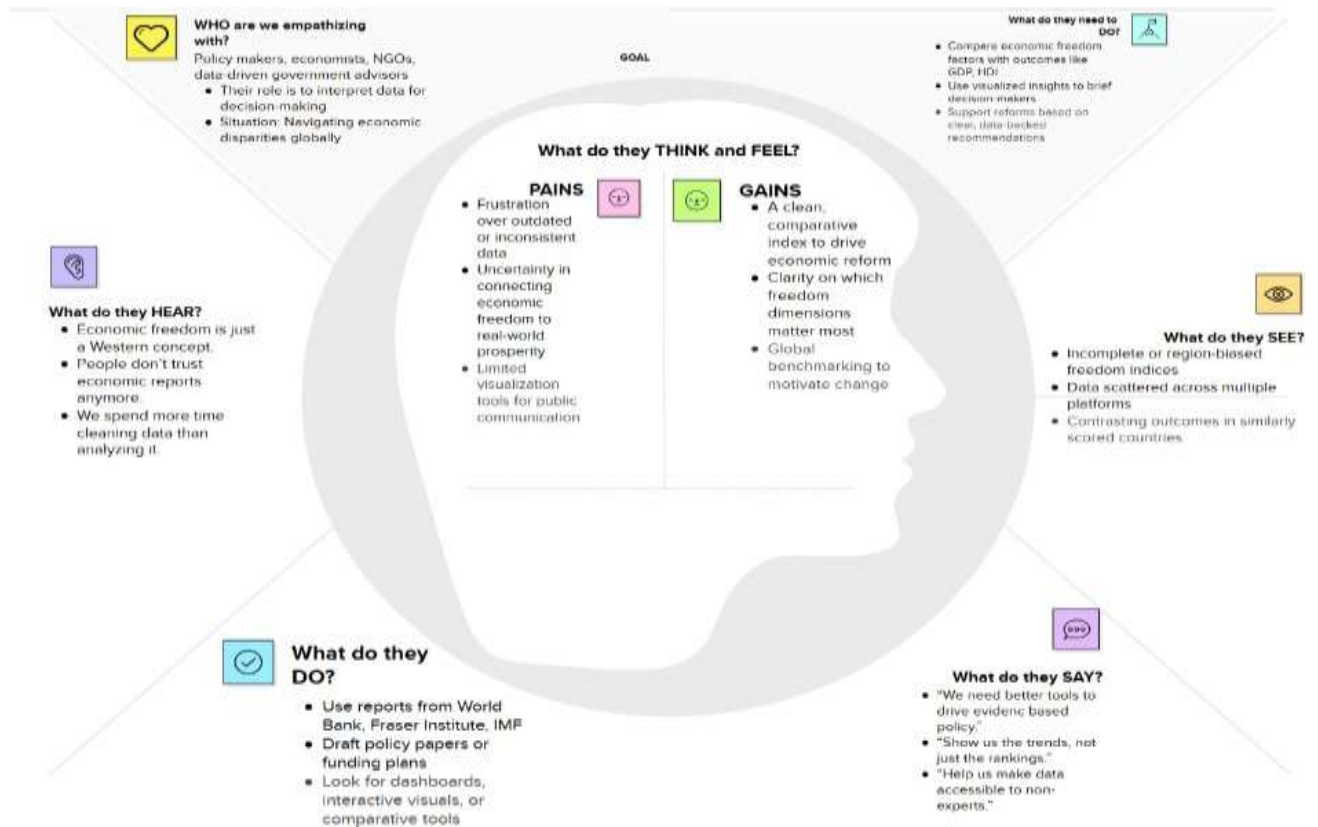 WHO are we empathizing
with?
Policy makers, economists, NGOs,
data-driven government advisors
• Their role is to interpret data for
decision-making
• Situation: Navigating economic
disparities globally
GOAL
What do they need to
DO?
• Compare economic freedom
factors with outcomes like
GDP, HDI
• Use visualized insights to brief
decision-makers
• Support reforms based on
clear, data-backed
recommendations
What do they THINK and FEEL?
PAINS
• Frustration
over outdated
or inconsistent
data
• Uncertainty in
connecting
economic
freedom to
real-world
prosperity
• Limited
visualization
tools for public
communication
GAINS
• A clean,
comparative
index to drive
economic reform
• Clarity on which
freedom
dimensions
matter most
• Global
benchmarking to
motivate change
What do they HEAR?
• Economic freedom is just
a Western concept.
• People don't trust
economic reports
anymore.
• We spend more time
cleaning data than
analyzing it.
What do they SEE?
• Incomplete or region-biased
freedom indices
• Data scattered across multiple
platforms
• Contrasting outcomes in similarly
scored countries
What do they
DO?
• Use reports from World
Bank, Fraser Institute, IMF
• Draft policy papers or
funding plans
• Look for dashboards,
interactive visuals, or
comparative tools
What do they SAY?
• "We need better tools to
drive evidenc based
policy."
• "Show us the trends, not
just the rankings."
• "Help us make data
accessible to non-
experts."